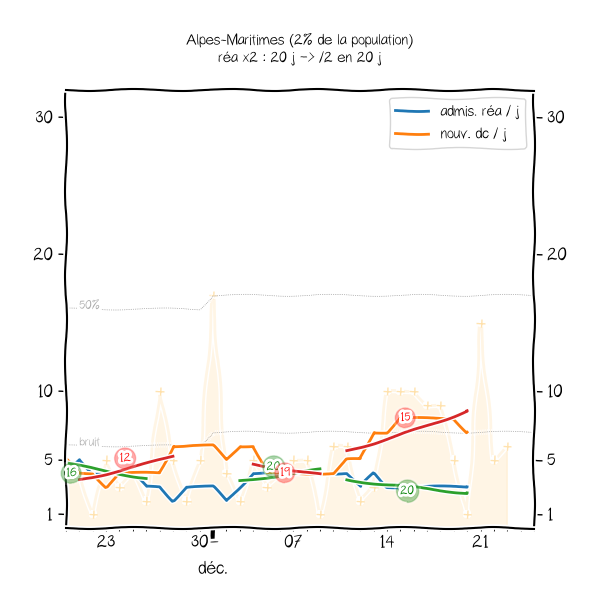 Alpes-Maritimes (2% de la population)
réa x2 : 20 j -> /2 en 20 j
admis. réa / j
nouv. dc / j
30 30
20 20
50%
10 10
15
bruit
12
5 5
16 20 19
20
1 1
23 30 07 14 21
déc.